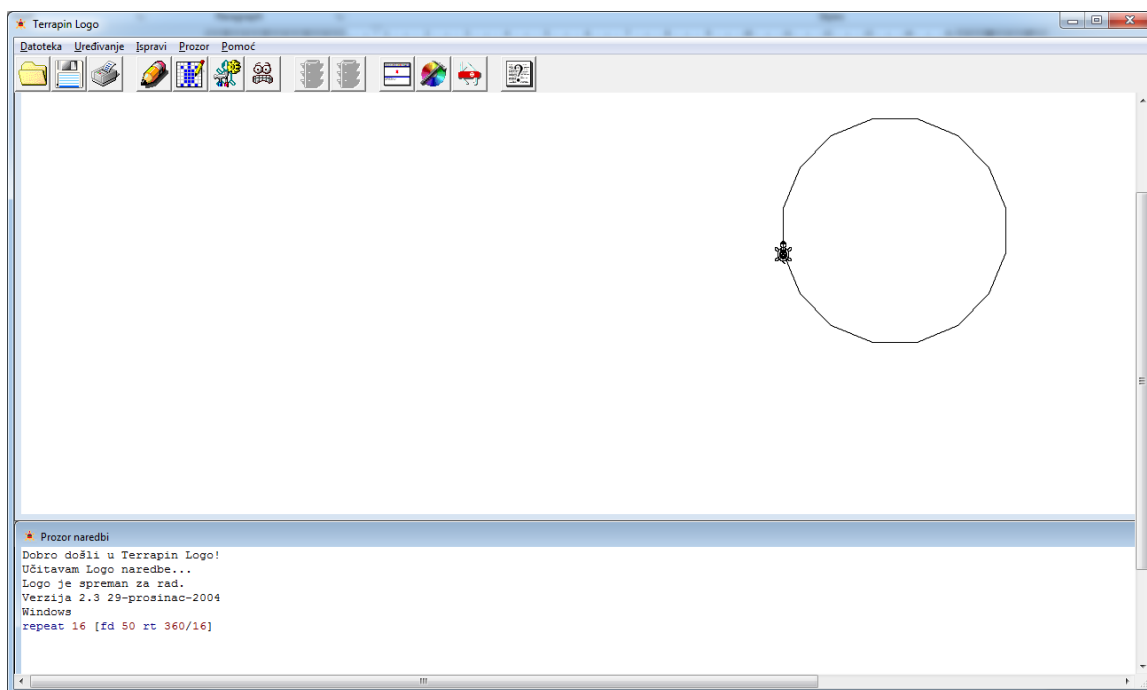 Terrapin Logo
Datoteka Uređivanje Ispravi Prozor Pomoć
Prozor naredbi
Dobro došli u Terrapin Logo!
Učitavam Logo naredbe...
Logo je spreman za rad.
Verzija 2.3 29-prosinac-2004
Windows
repeat 16 [fd 50 rt 360/16]